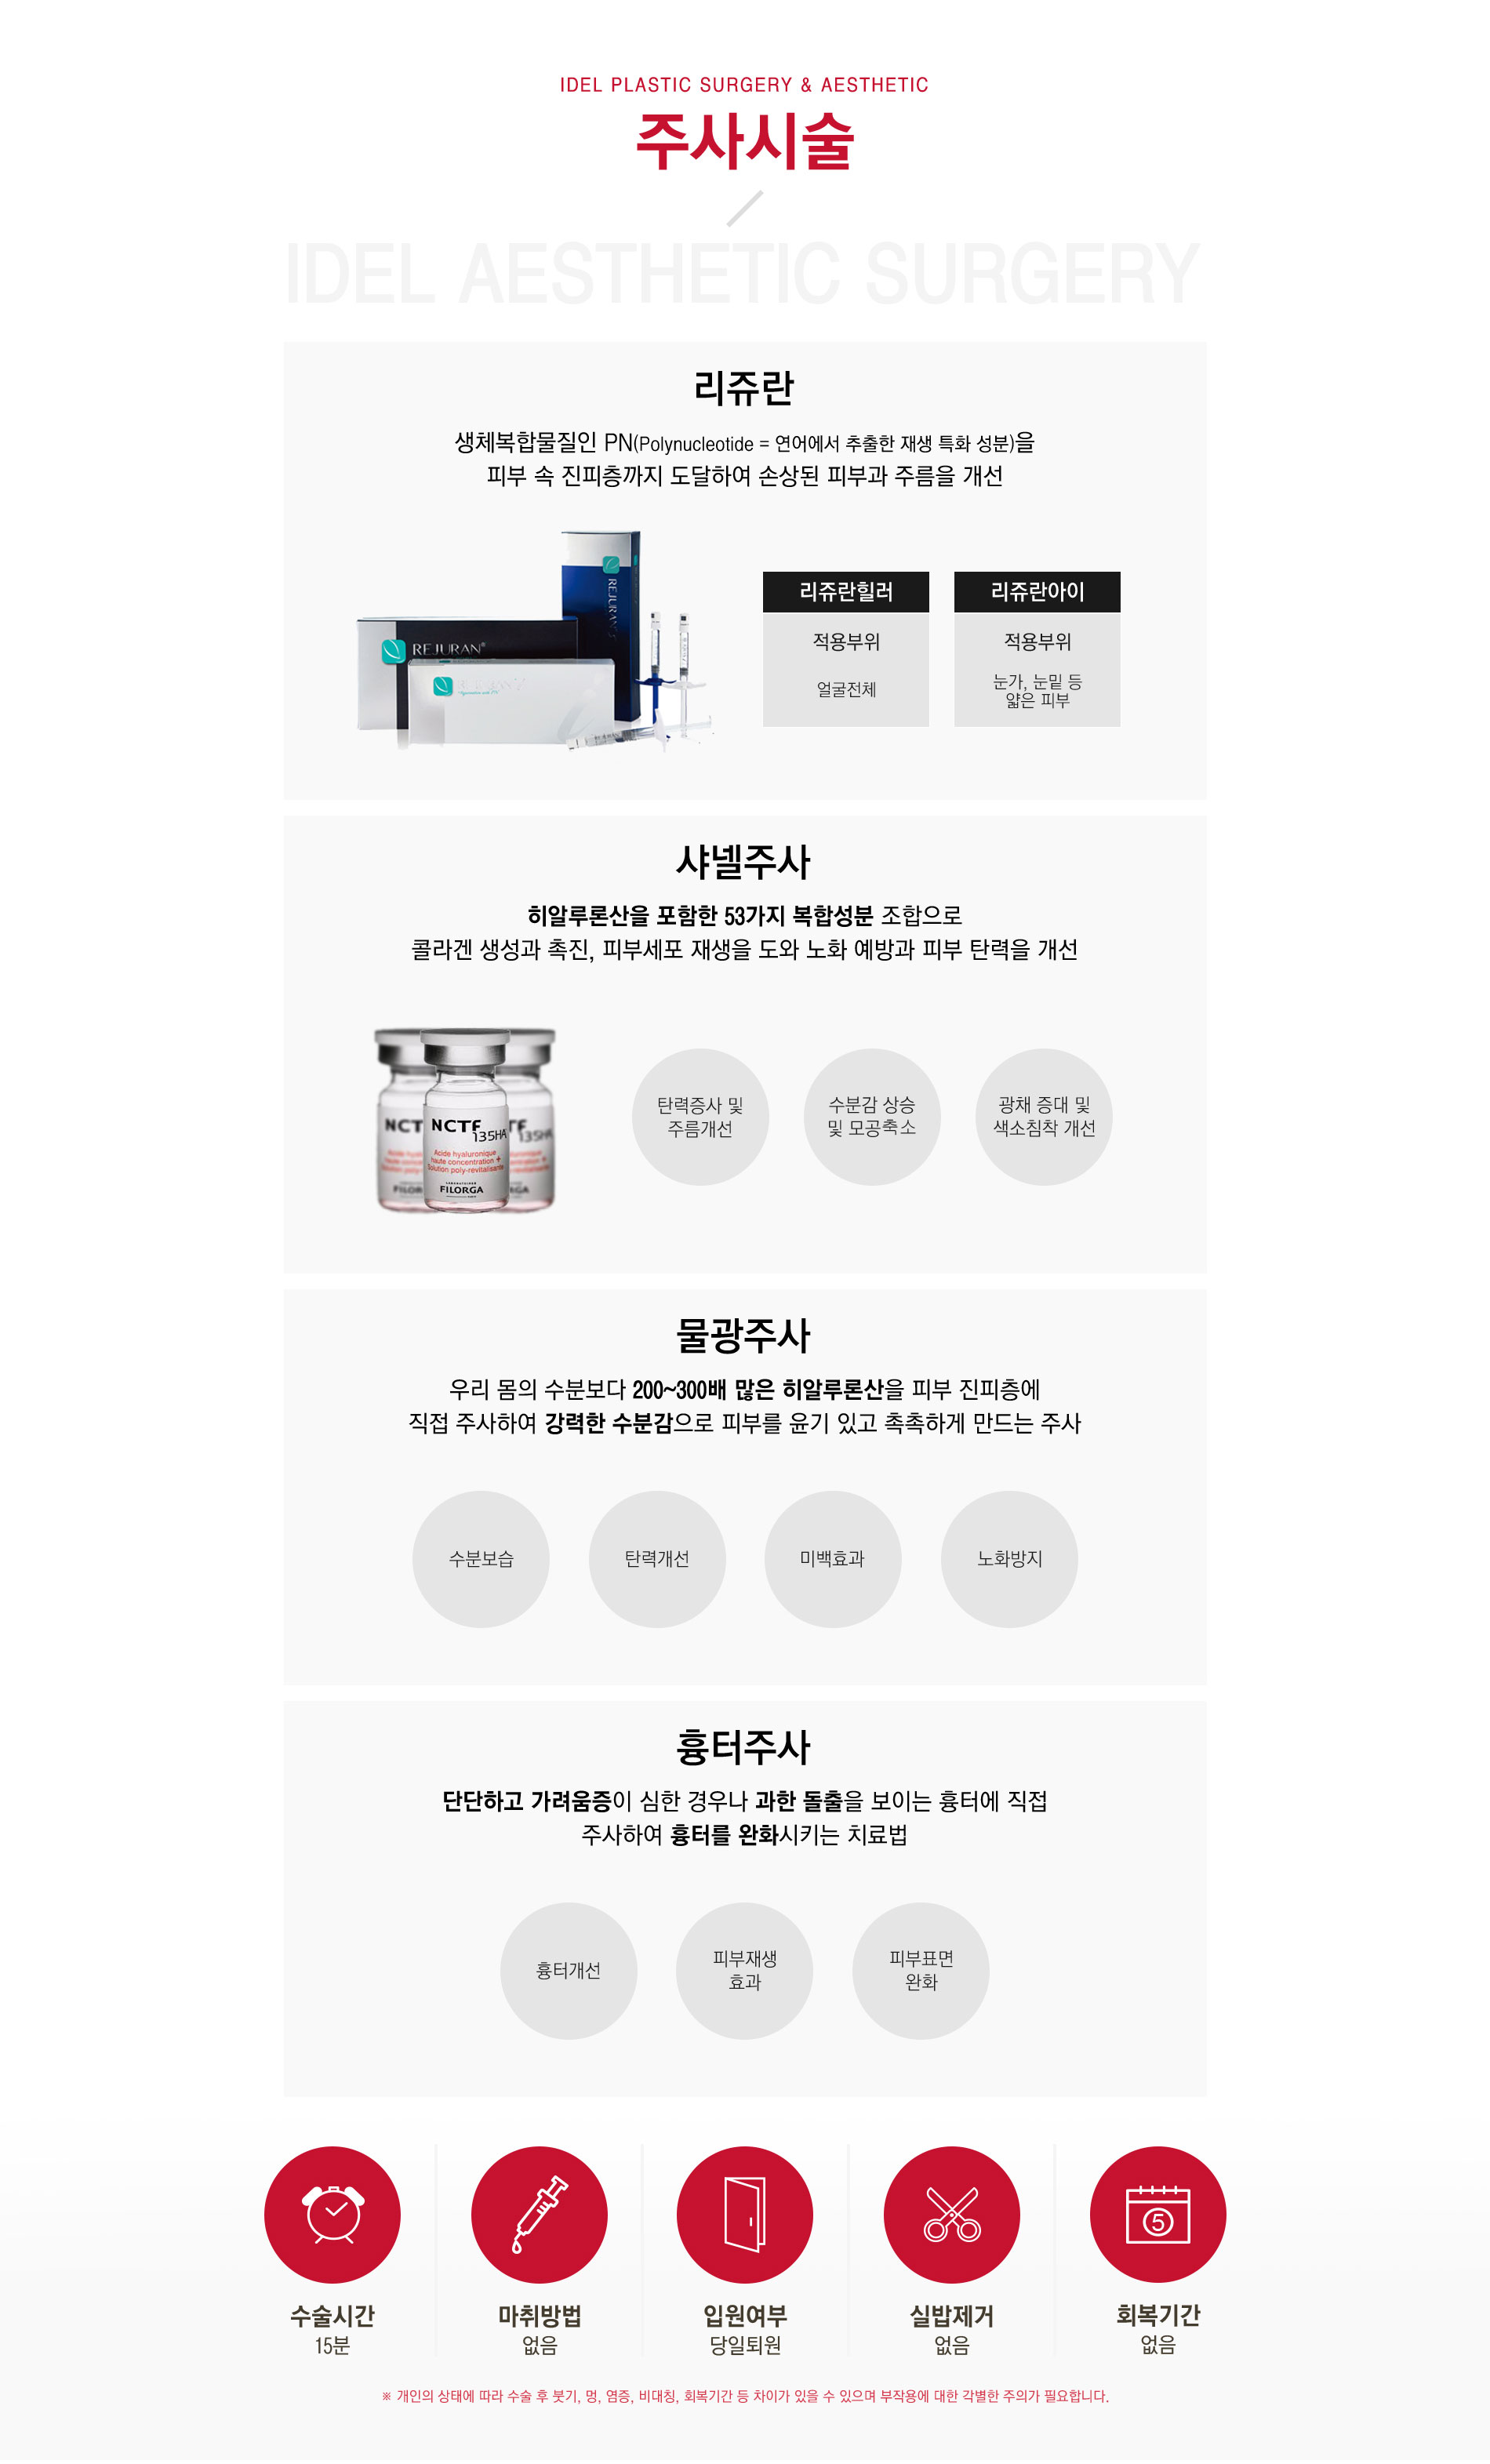 IDEL PLASTIC SURGERY & AESTHETIC
주사시술
IDEL AESTHETIC SURGERY
리쥬란
생체복합물질인 PN(Polynucleotide = 연어에서 추출한 재생 특화 성분)을
피부 속 진피층까지 도달하여 손상된 피부과 주름을 개선
REJURAN
REJURAN®
리쥬란힐러
적용부위
얼굴전체
리쥬란아이
적용부위
눈가, 눈밑 등
얇은 피부
샤넬주사
히알루론산을 포함한 53가지 복합성분 조합으로
콜라겐 생성과 촉진, 피부세포 재생을 도와 노화 예방과 피부 탄력을 개선
NCTF
135HA
Acide hyaluronique
haute concentration +
Solution poly-revitalisante
FILORGA
탄력증사 및
주름개선
수분감 상승
및 모공축소
광채 증대 및
색소침착 개선
물광주사
우리 몸의 수분보다 200~300배 많은 히알루론산을 피부 진피층에
직접 주사하여 강력한 수분감으로 피부를 윤기 있고 촉촉하게 만드는 주사
수분보습
탄력개선
미백효과
노화방지
흉터주사
단단하고 가려움증이 심한 경우나 과한 돌출을 보이는 흉터에 직접
주사하여 흉터를 완화시키는 치료법
흉터개선
피부재생
효과
피부표면
완화
5
수술시간
15분
마취방법
없음
입원여부
당일퇴원
실밥제거
없음
회복기간
없음
※ 개인의 상태에 따라 수술 후 붓기, 멍, 염증, 비대칭, 회복기간 등 차이가 있을 수 있으며 부작용에 대한 각별한 주의가 필요합니다.